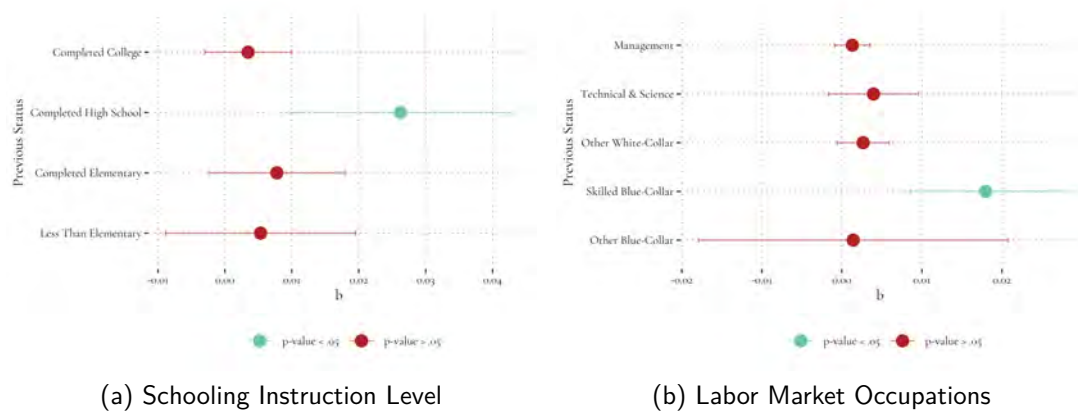 Completed College
Completed High School
Completed Elementary
Less Than Elementary
Previous Status
-0.01 0.00 0.01 0.02 0.03 0.04
b
p-value < .05 p-value > .05
(a) Schooling Instruction Level
Management
Technical & Science
Other White-Collar
Skilled Blue-Collar
Other Blue-Collar
Previous Status
-0.02 -0.01 0.00 0.01 0.02
b
p-value < .05 p-value > .05
(b) Labor Market Occupations